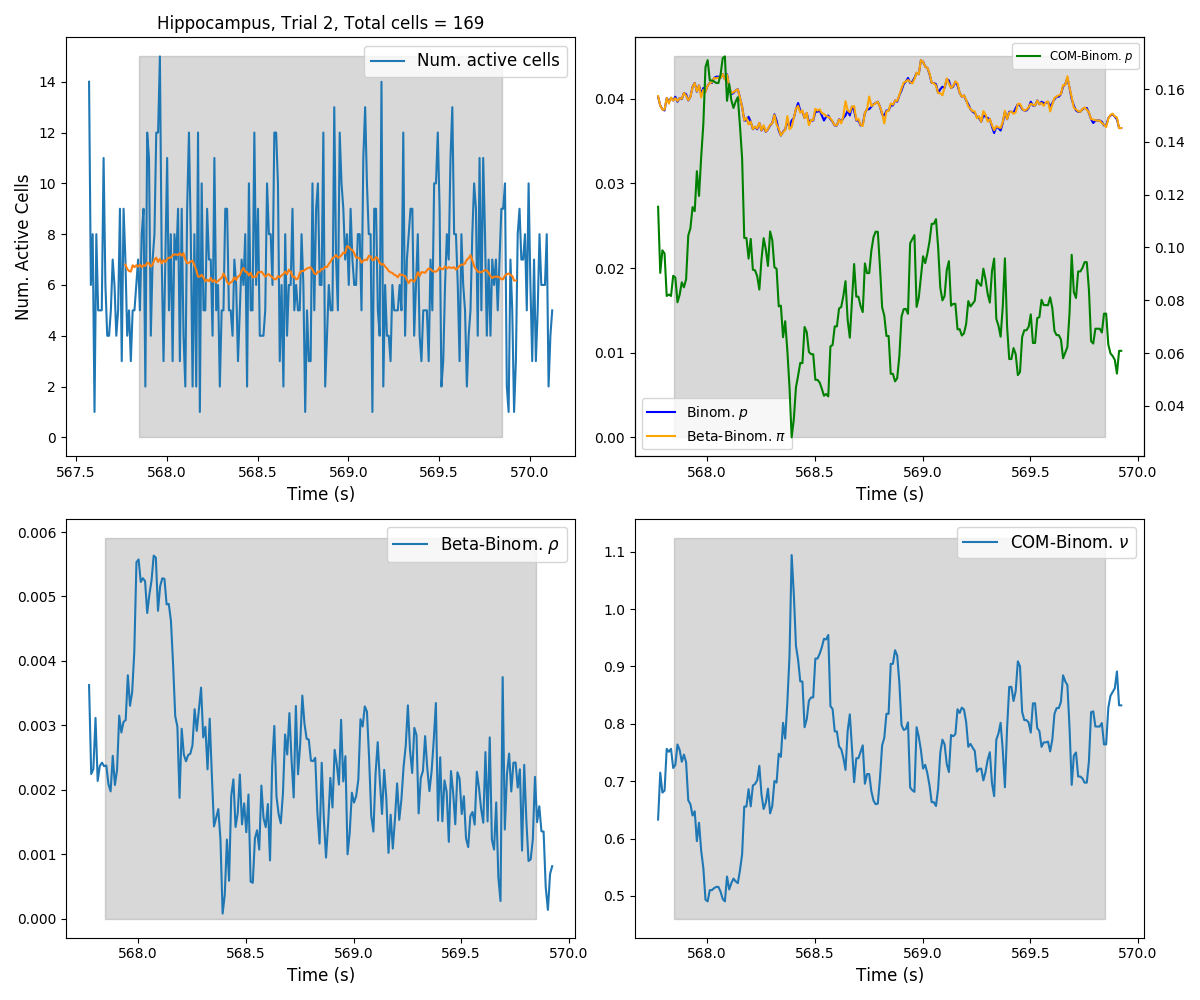 Hippocampus, Trial 2, Total cells = 169
Num. active cells
Num. Active Cells
14
12
10
8
6
4
2
0
567.5 568.0 568.5 569.0 569.5 570.0
Time (s)
COM-Binom. p
0.04
0.03
0.02
0.01
0.00
0.16
0.14
0.12
0.10
0.08
0.06
0.04
Binom. p
Beta-Binom. π
568.0 568.5 569.0 569.5 570.0
Time (s)
Beta-Binom. ρ
0.006
0.005
0.004
0.003
0.002
0.001
0.000
568.0 568.5 569.0 569.5 570.0
Time (s)
COM-Binom. ν
1.1
1.0
0.9
0.8
0.7
0.6
0.5
568.0 568.5 569.0 569.5 570.0
Time (s)